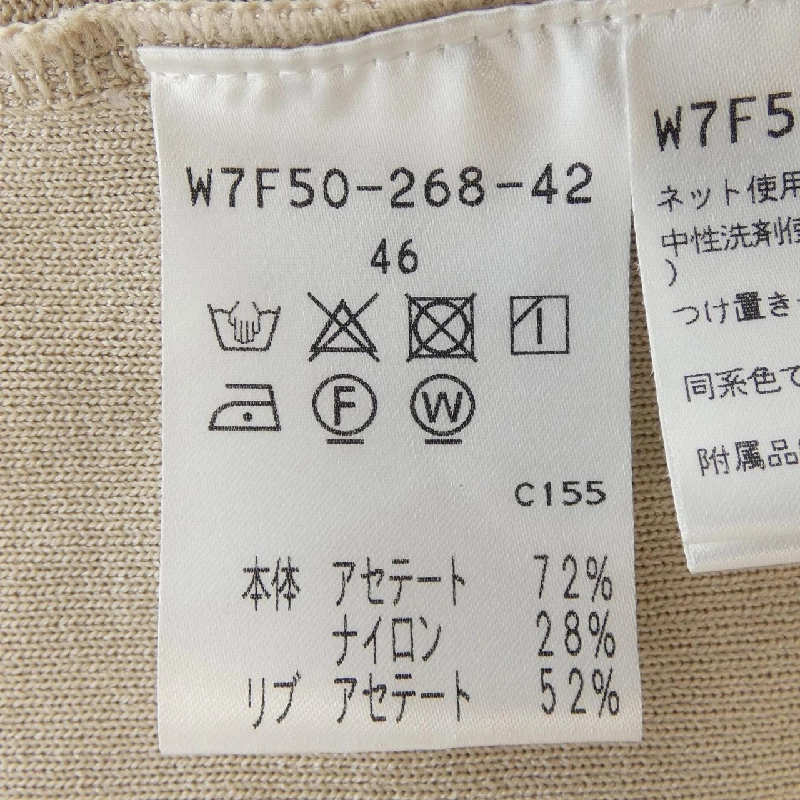 W7F50-268-42
46
F W
C155
本体 アセテート 72%
ナイロン 28%
リブ アセテート 52%
W7F5
ネット使用
中性洗剤使
)
つけ置き
同系色で
附属品